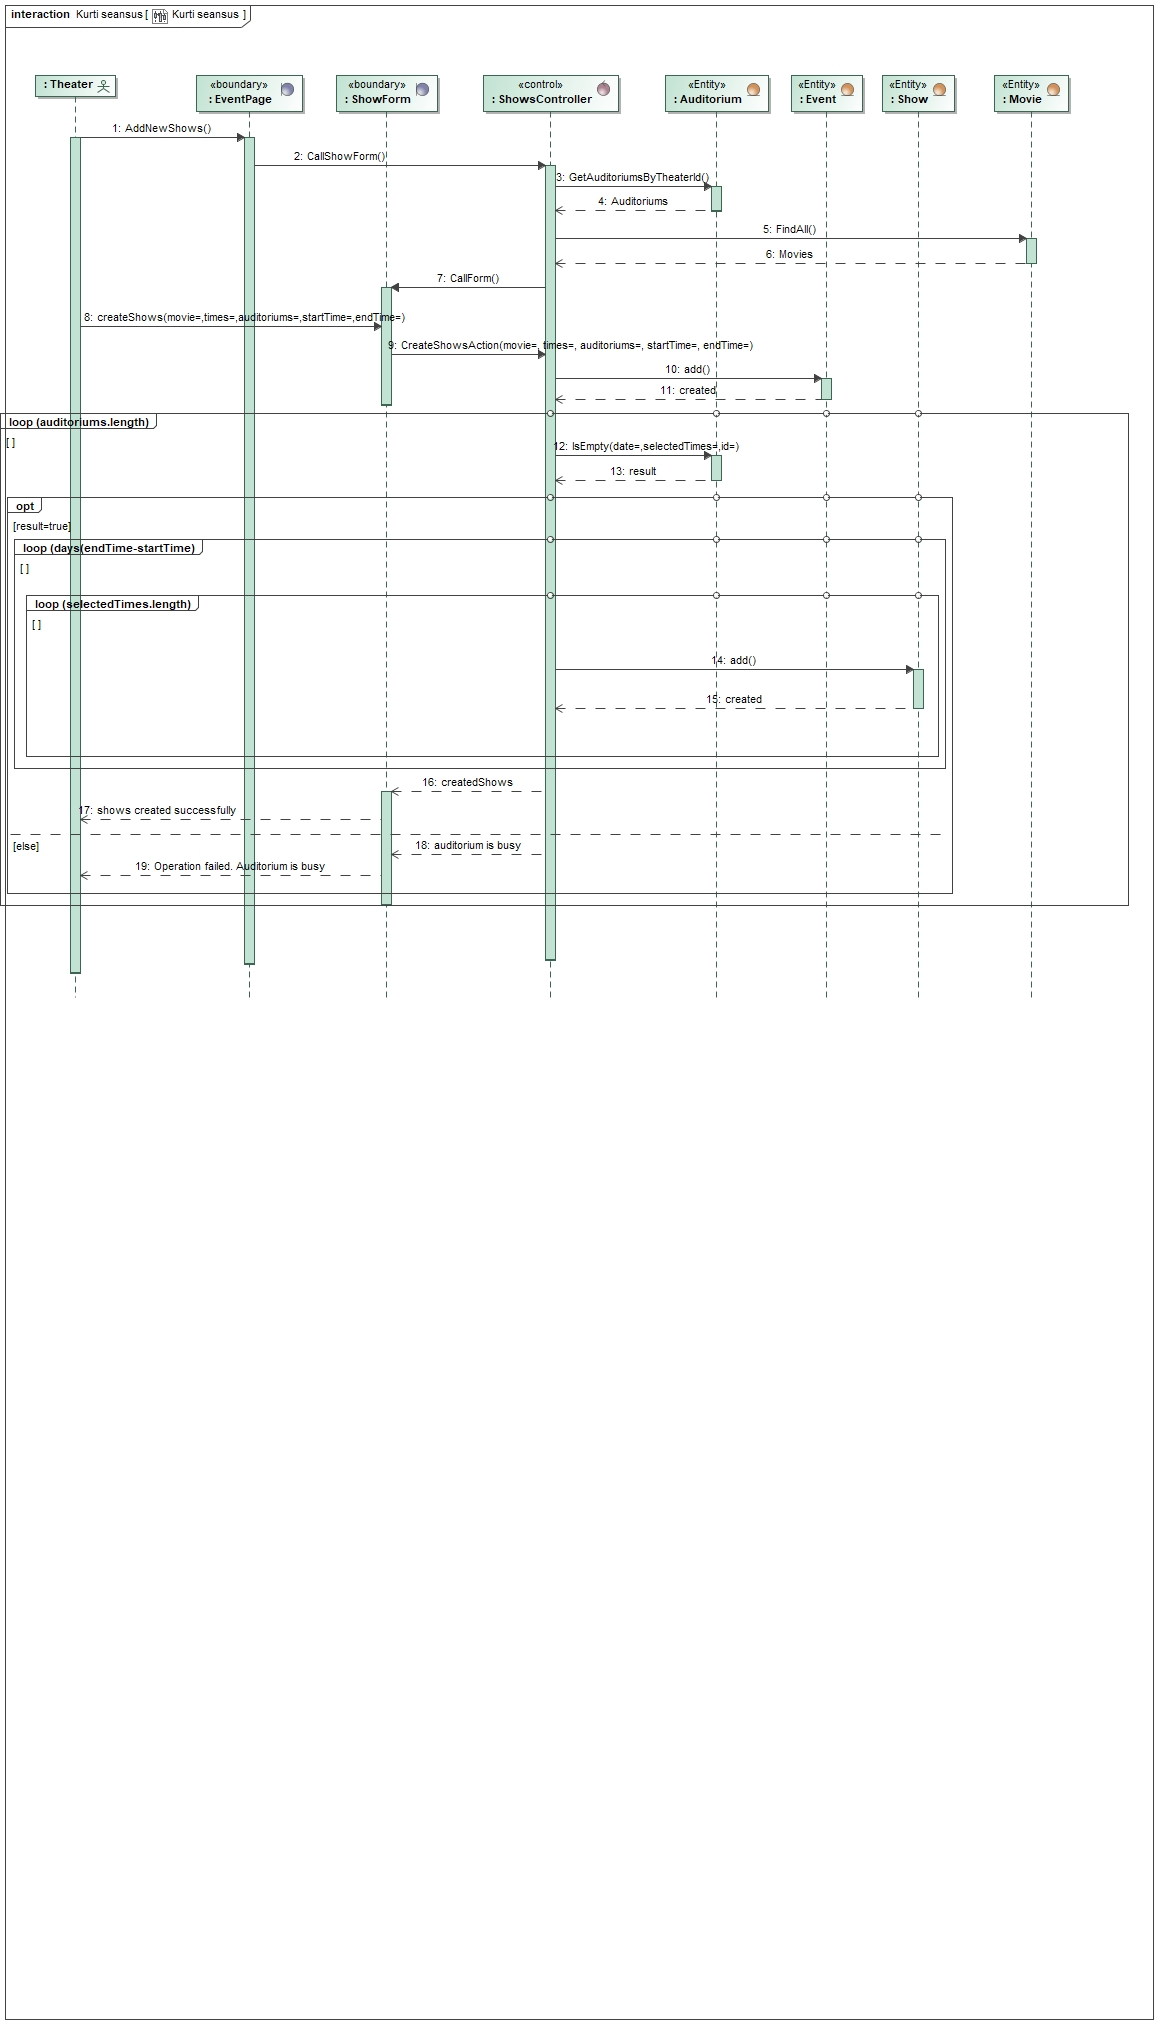 interaction Kurti seansus [ Kurti seansus ]
: Theater
«boundary»
: EventPage
«boundary»
: ShowForm
«control»
: ShowsController
«Entity»
: Auditorium
«Entity»
: Event
«Entity»
: Show
«Entity»
: Movie
1: AddNewShows()
2: CallShowForm()
3: GetAuditoriumsByTheaterId()
4: Auditoriums
5: FindAll()
6: Movies
7: CallForm()
8: createShows(movie=,times=,auditoriums=,startTime=,endTime=)
9: CreateShowsAction(movie=, times=, auditoriums=, startTime=, endTime=)
10: add()
11: created
loop (auditoriums.length)
[ ]
12: IsEmpty(date=,selectedTimes=,id=)
13: result
opt
[result=true]
loop (days(endTime-startTime)
[ ]
loop (selectedTimes.length)
[ ]
14: add()
15: created
16: createdShows
17: shows created successfully
[else]
18: auditorium is busy
19: Operation failed. Auditorium is busy